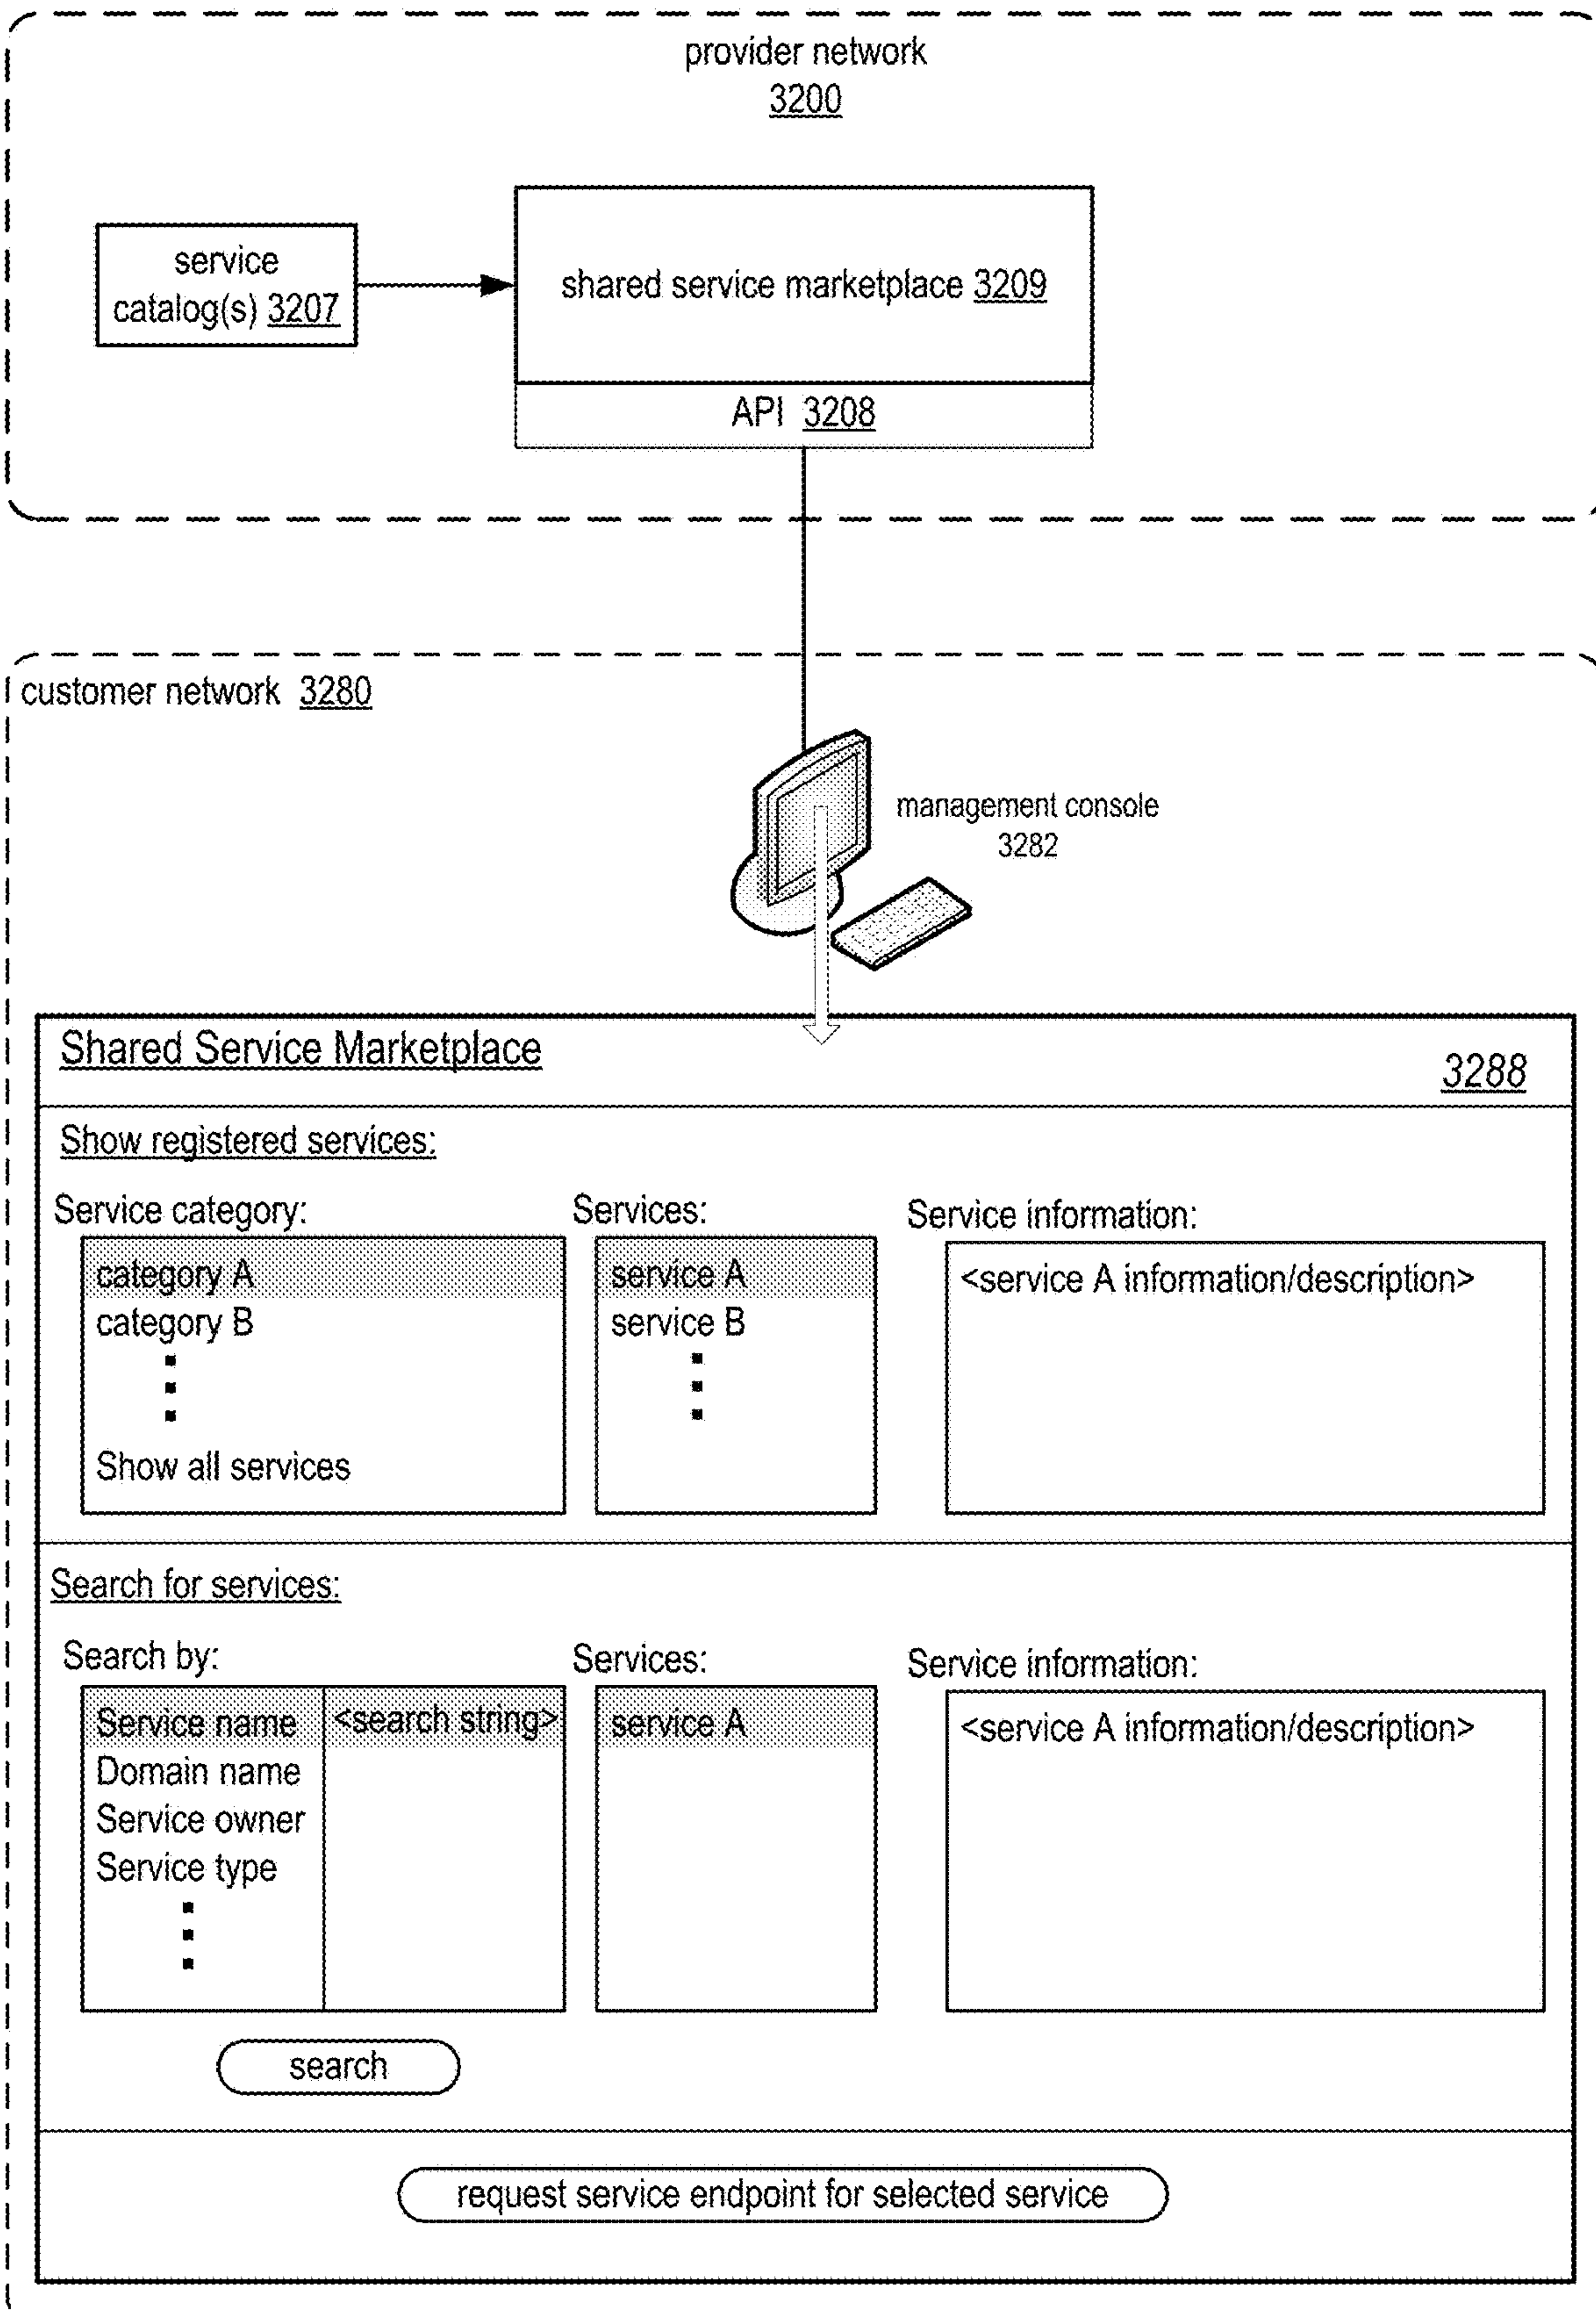 provider network
3200
service
catalog(s) 3207
shared service marketplace 3209
API 3208
customer network 3280
management console
3282
Shared Service Marketplace
3288
Show registered services:
Service category:
Services:
Service information:
category A
service A
<service A information/description>
category B
service B
Show all services
Search for services:
Search by:
Services:
Service information:
Service name
<search string>
service A
<service A information/description>
Domain name
Service owner
Service type
search
request service endpoint for selected service